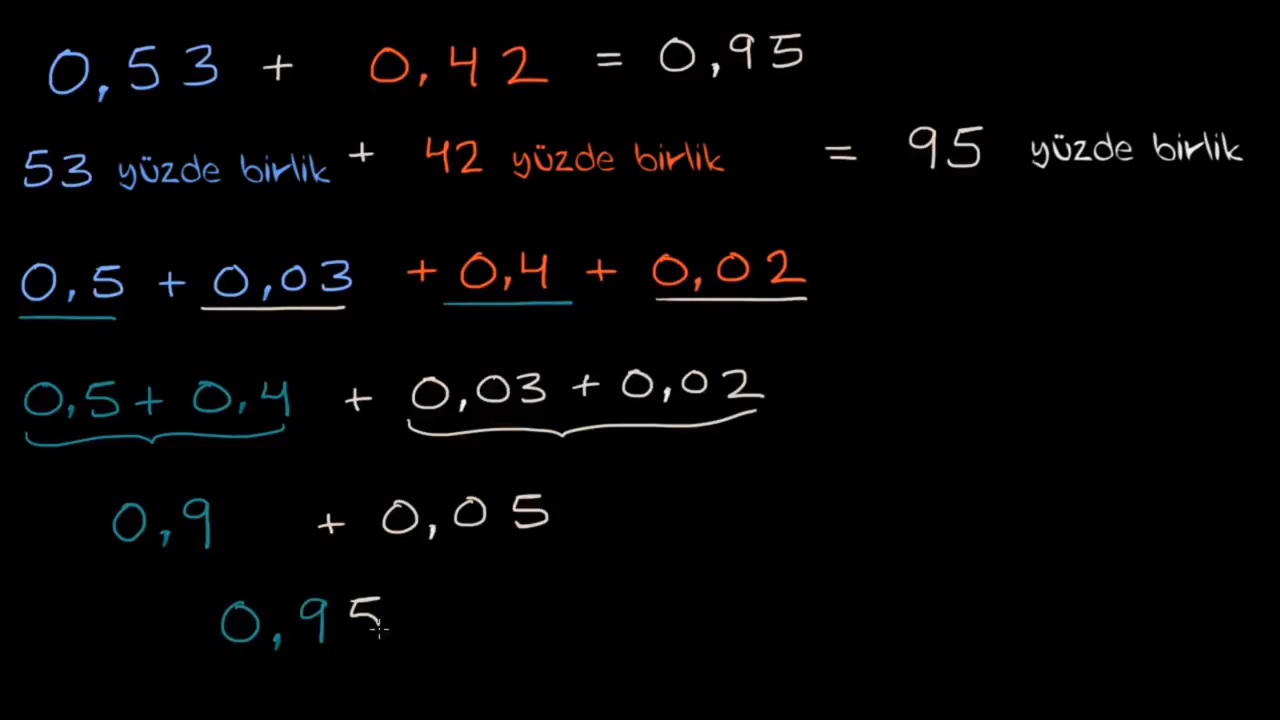 0,53 + 0,42 = 0,95
53 yüzde birlik + 42 yüzde birlik = 95 yüzde birlik
0,5 + 0,03 + 0,4 + 0,02
0,5 + 0,4 + 0,03 + 0,02
0,9 + 0,05
0,95